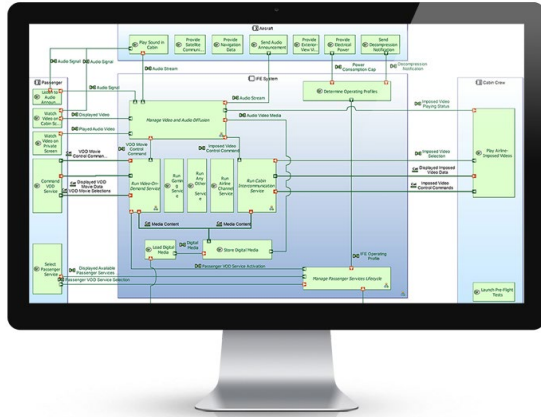 Aircraft
Play Sound in
Cabin
Provide
Satellite
Communi...
Provide
Navigation
Data
Send Audio
Announcement
Provide
Exterior
View Vi...
Provide
Electrical
Power
Send
Decompression
Notification
Audio Signal
Audio Signal
Audio Stream
Power
Consumption Cap
Decompression
Notification
Passenger
IFE System
Cabin Crew
Listen to
Audio
Announ...
Audio Signal
Audio Stream
Determine Operating Profiles
Imposed Video
Playing Status
Watch
Video on
Cabin Sc...
Displayed Video
Manage Video and Audio Diffusion
Audio Video Media
Watch
Video on
Private
Screen
Played Audio Video
Play Airline-
Imposed Videos
VOD Movie
Control Comman...
VOD Movie
Control
Command
Imposed Video
Control Command
Imposed Video
Selection
Command
VOD
Service
Displayed VOD
Movie Data
VOD Movie Selections
Run Video-On-
Demand Service
Run
Gamin
g
Servic
e
Run
Any
Other
Servic
e
Run
Airline
Channel
Service
Run Cabin
Intercommunication
Service
Displayed Imposed
Video Data
Imposed Video
Control Commands
Media Content
Media Content
Load Digital
Media
Digital
Media
Store Digital Media
Select
Passenger
Service
Displayed Available
Passenger Services
Passenger VOD Service Selection
Passenger VOD Service Activation
IFE Operating
Profile
Manage Passenger Services Lifecycle
Launch Pre-Flight
Tests